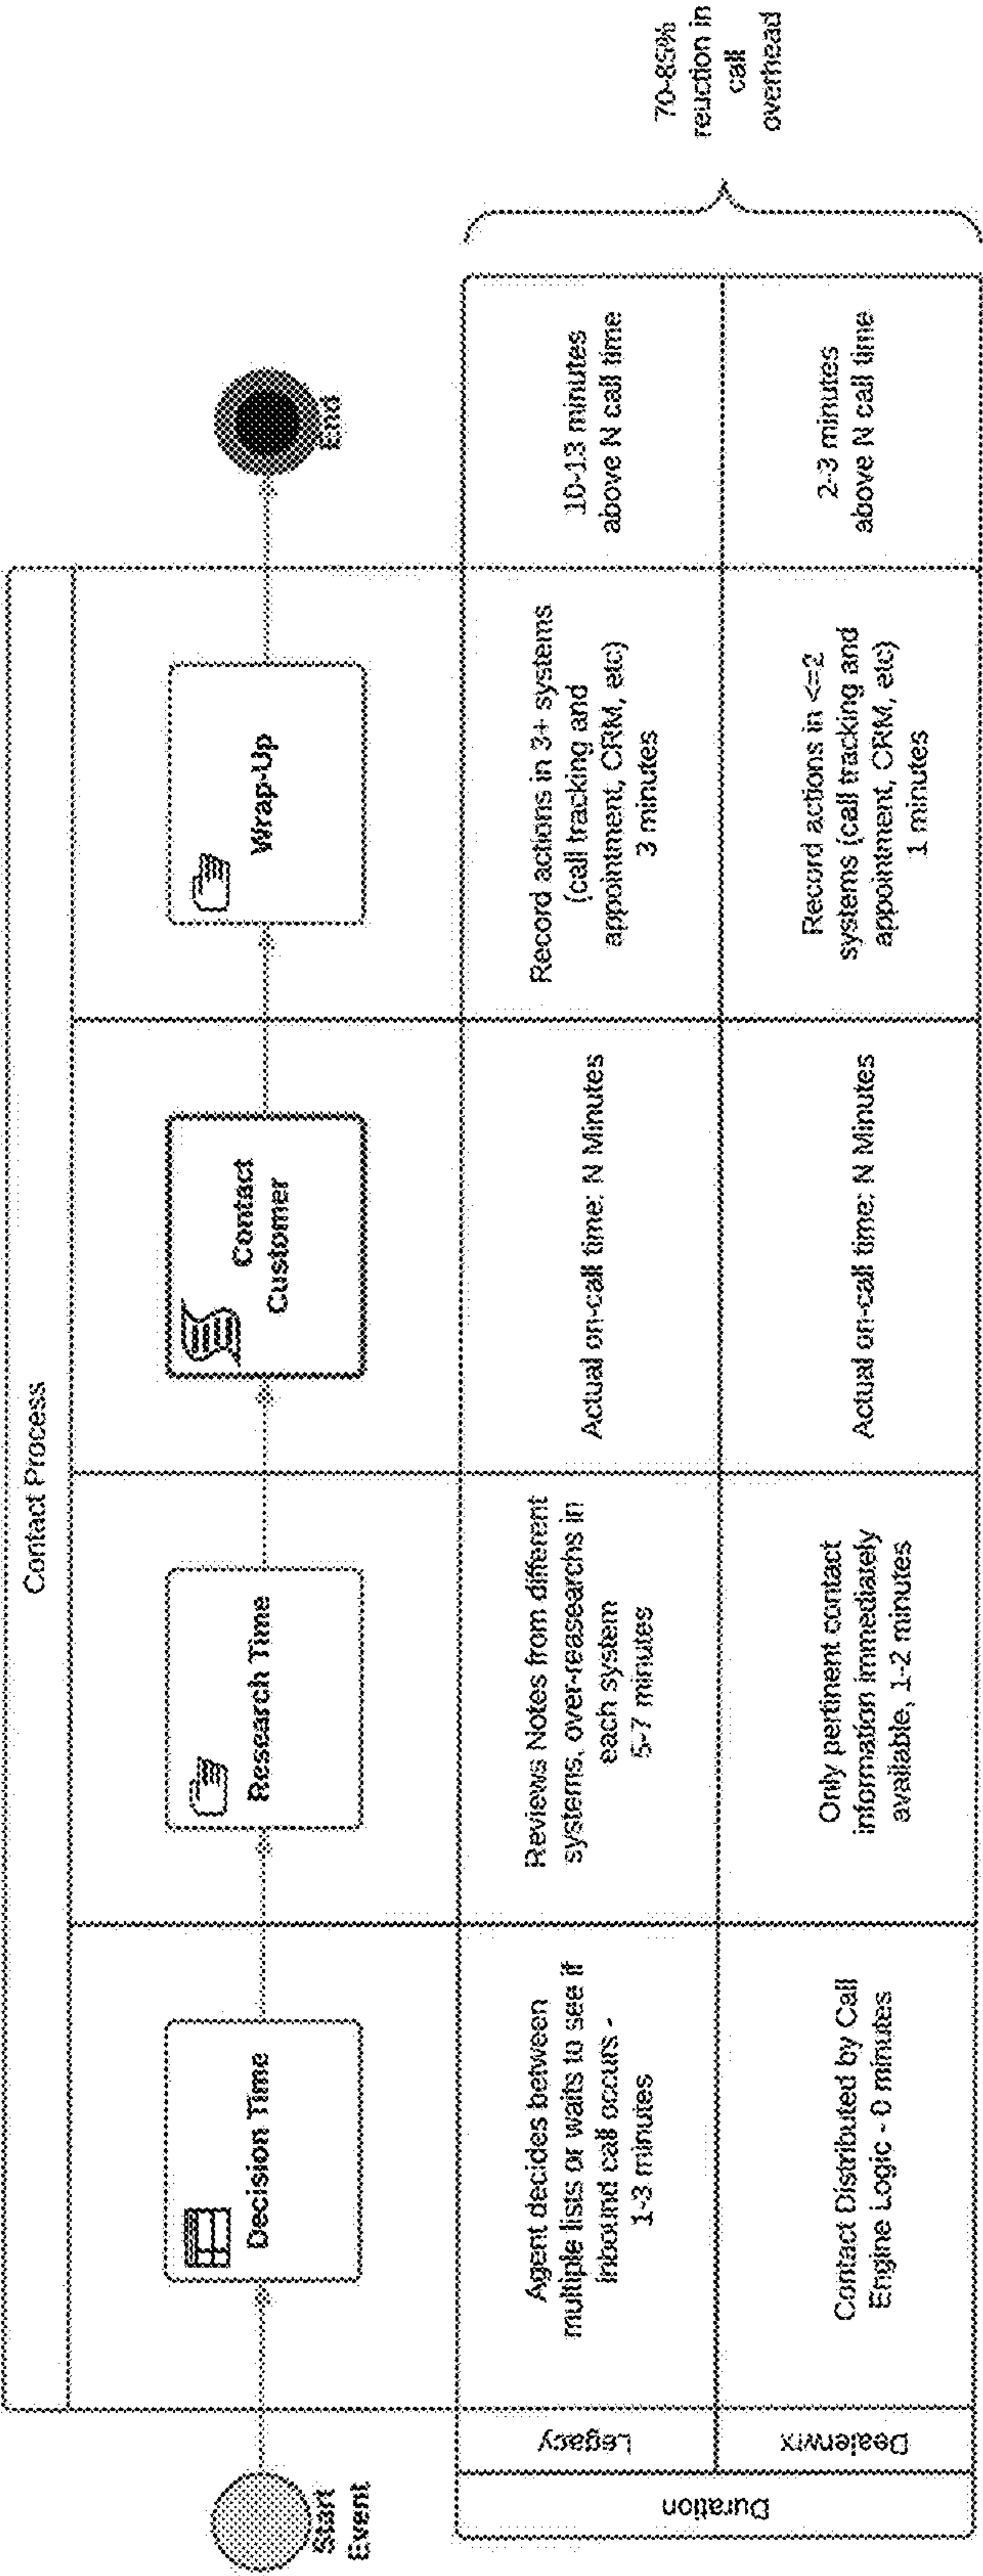 Contact Process
Start
Event
Decision Time
Research Time
Contact
Customer
Wrap-Up
End
Duration
Legacy
Agent decides between
multiple lists or waits to see if
inbound call occurs -
1-3 minutes
Reviews Notes from different
systems, over-reasearchs in
each system
5-7 minutes
Actual on-call time: N Minutes
Record actions in 3+ systems
(call tracking and
appointment, CRM, etc)
3 minutes
10-13 minutes
above N call time
Dealerwrx
Contact Distributed by Call
Engine Logic - 0 minutes
Only pertinent contact
information immediately
available, 1-2 minutes
Actual on-call time: N Minutes
Record actions in <=2
systems (call tracking and
appointment, CRM, etc)
1 minutes
2-3 minutes
above N call time
70-85%
reuction in
call
overhead